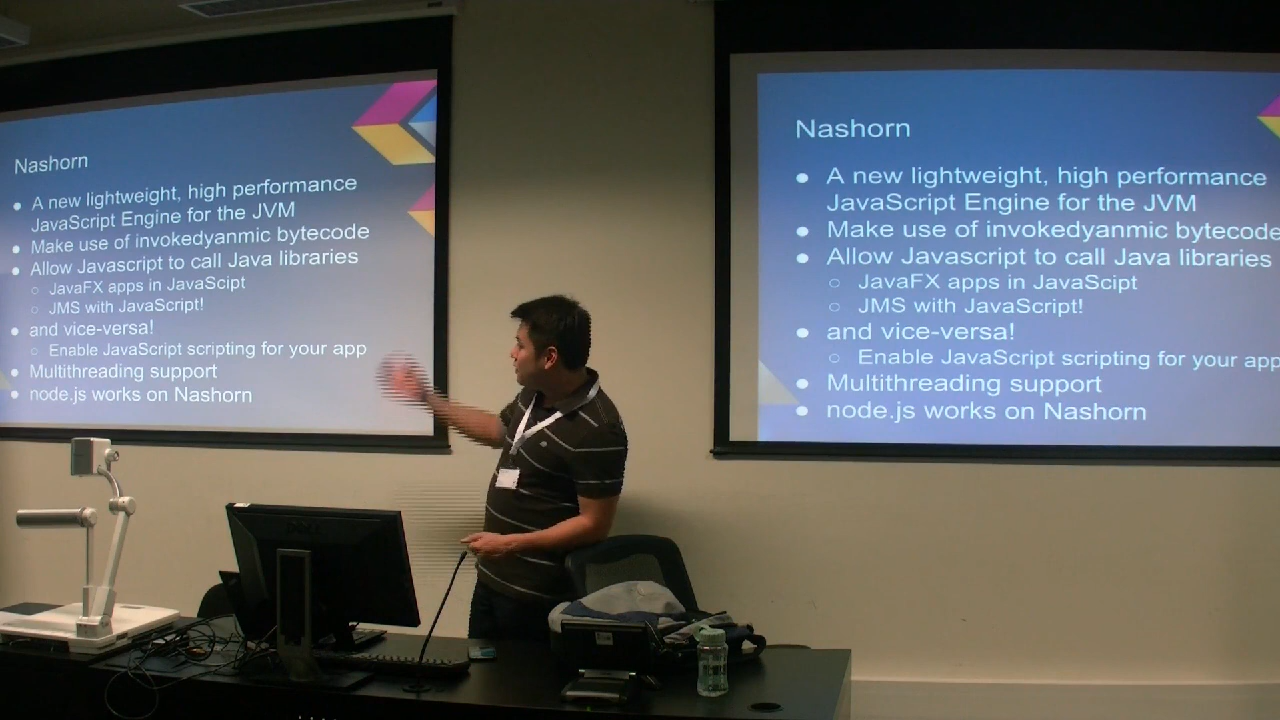 Nashorn
● A new lightweight, high performance
JavaScript Engine for the JVM
● Make use of invokedyanmic bytecode
● Allow Javascript to call Java libraries
○ JavaFX apps in JavaScipt
○ JMS with JavaScript!
● and vice-versa!
○ Enable JavaScript scripting for your app
● Multithreading support
● node.js works on Nashorn
Nashorn
● A new lightweight, high performance
JavaScript Engine for the JVM
● Make use of invokedyanmic bytecode
● Allow Javascript to call Java libraries
○ JavaFX apps in JavaScipt
○ JMS with JavaScript!
● and vice-versa!
○ Enable JavaScript scripting for your app
● Multithreading support
● node.js works on Nashorn
DELL